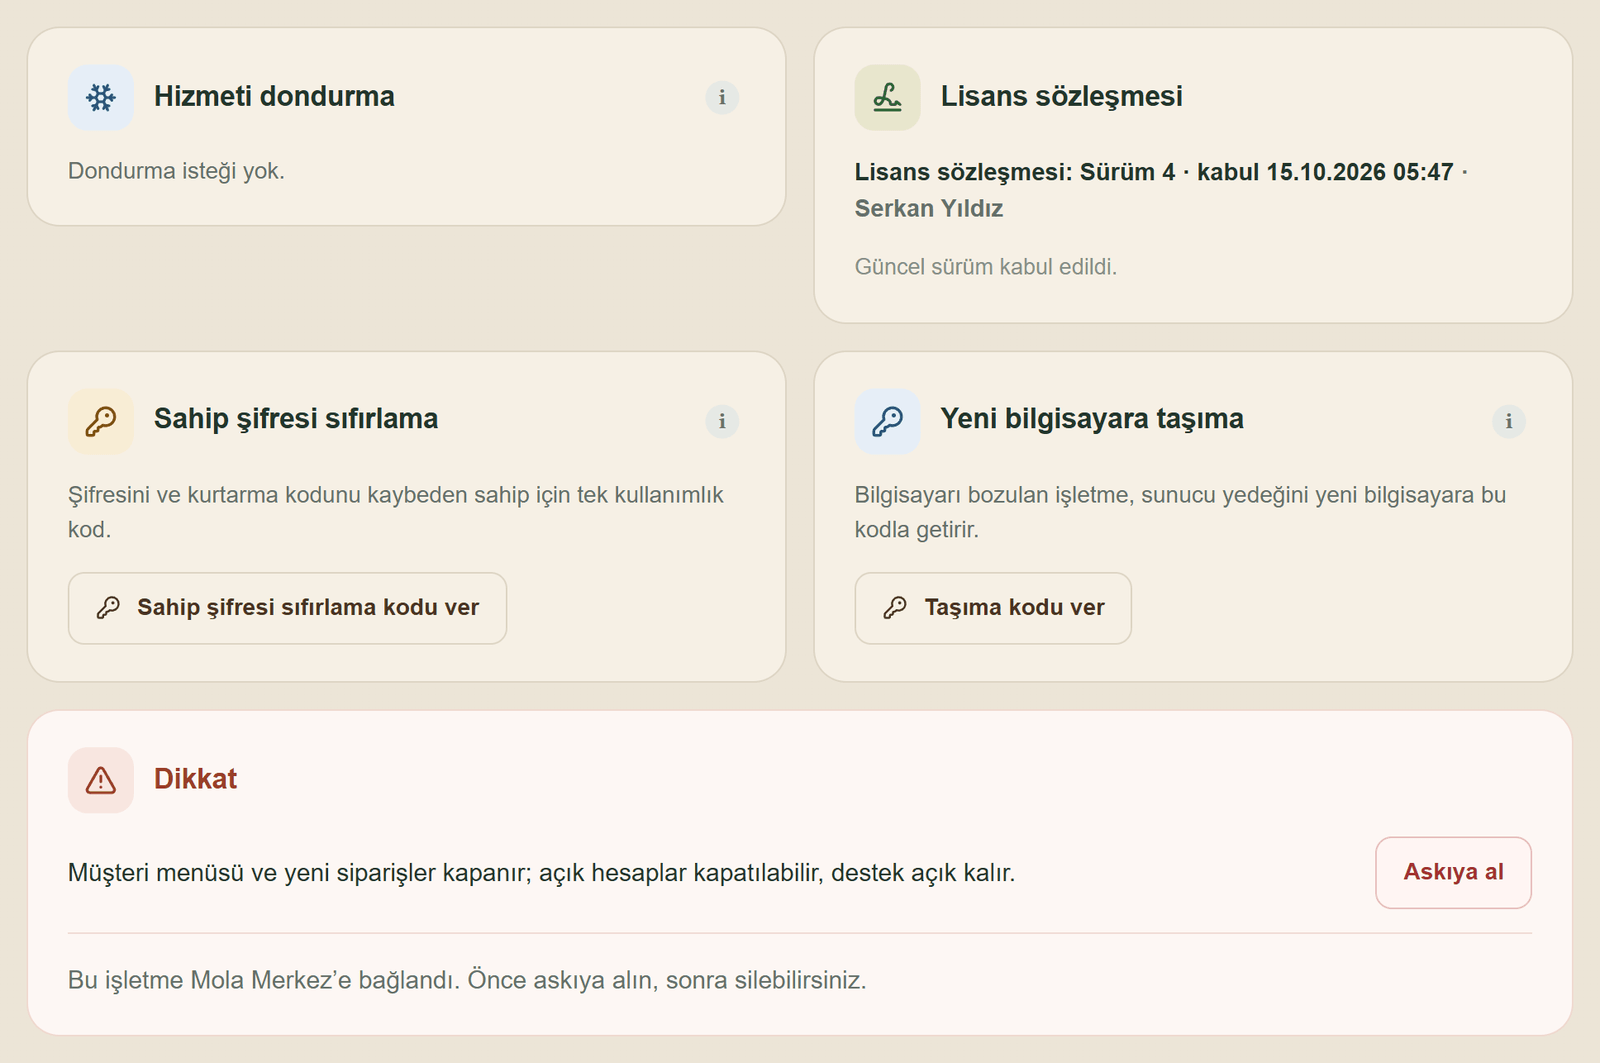 Hizmeti dondurma
i
Dondurma isteği yok.
Lisans sözleşmesi
Lisans sözleşmesi: Sürüm 4 · kabul 15.10.2026 05:47 ·
Serkan Yıldız
Güncel sürüm kabul edildi.
Sahip şifresi sıfırlama
i
Şifresini ve kurtarma kodunu kaybeden sahip için tek kullanımlık
kod.
Sahip şifresi sıfırlama kodu ver
Yeni bilgisayara taşıma
i
Bilgisayarı bozulan işletme, sunucu yedeğini yeni bilgisayara bu
kodla getirir.
Taşıma kodu ver
Dikkat
Müşteri menüsü ve yeni siparişler kapanır; açık hesaplar kapatılabilir, destek açık kalır.
Askıya al
Bu işletme Mola Merkez’e bağlandı. Önce askıya alın, sonra silebilirsiniz.